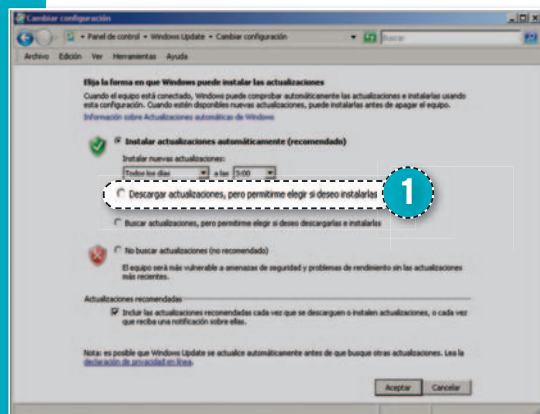 Cambiar configuración
Panel de control Windows Update Cambiar configuración
Buscar
Archivo Edición Ver Herramientas Ayuda
Elija la forma en que Windows puede instalar las actualizaciones
Cuando el equipo está conectado, Windows puede comprobar automáticamente las actualizaciones e instalarlas usando
esta configuración. Cuando estén disponibles nuevas actualizaciones, puede instalarlas antes de apagar el equipo.
Información sobre Actualizaciones automáticas de Windows
Instalar actualizaciones automáticamente (recomendado)
Instalar nuevas actualizaciones:
Todos los días a las 3:00
Descargar actualizaciones, pero permitirme elegir si deseo instalarlas
1
Buscar actualizaciones, pero permitirme elegir si deseo descargarlas e instalarlas
No buscar actualizaciones (no recomendado)
El equipo será más vulnerable a amenazas de seguridad y problemas de rendimiento sin las actualizaciones
más recientes.
Actualizaciones recomendadas
Incluir las actualizaciones recomendadas cada vez que se descarguen o instalen actualizaciones, o cada vez
que reciba una notificación sobre ellas.
Nota: es posible que Windows Update se actualice automáticamente antes de que busque otras actualizaciones. Lea la
declaración de privacidad en línea.
Aceptar Cancelar